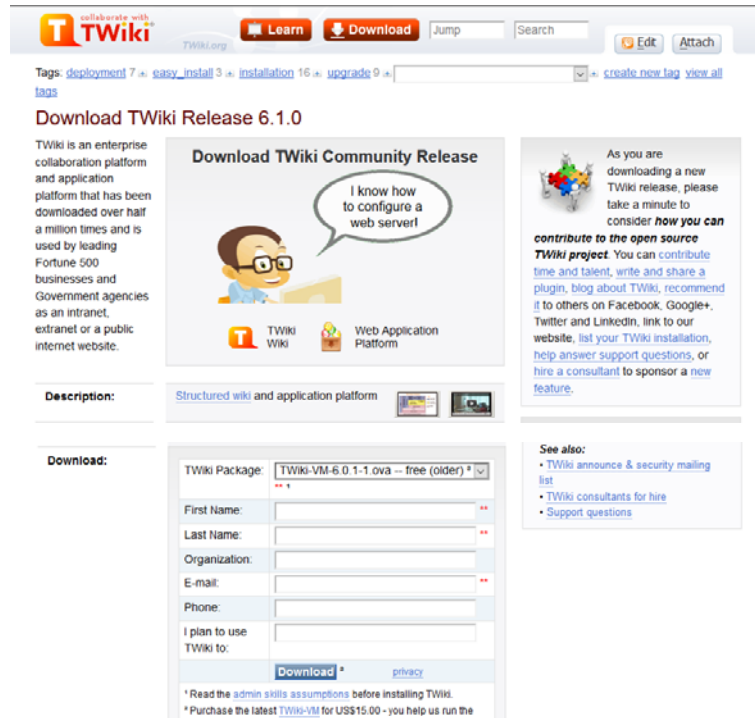 collaborate with
TWiki
TWiki.org
Learn
Download
Jump
Search
Edit
Attach
Tags: deployment 7 easy_install 3 installation 16 upgrade 9 create new tag view all
tags
Download TWiki Release 6.1.0
TWiki is an enterprise
collaboration platform
and application
platform that has been
downloaded over half
a million times and is
used by leading
Fortune 500
businesses and
Government agencies
as an intranet,
extranet or a public
internet website.
Download TWiki Community Release
I know how
to configure a
web server!
TWiki
Wiki
Web Application
Platform
As you are
downloading a new
TWiki release, please
take a minute to
consider how you can
contribute to the open source
TWiki project. You can contribute
time and talent, write and share a
plugin, blog about TWiki, recommend
it to others on Facebook, Google+,
Twitter and LinkedIn, link to our
website, list your TWiki installation,
help answer support questions, or
hire a consultant to sponsor a new
feature.
Description:
Structured wiki and application platform
Download:
TWiki Package: TWiki-VM-6.0.1-1.ova -- free (older) ²
** ¹
First Name: **
Last Name: **
Organization:
E-mail: **
Phone:
I plan to use
TWiki to:
Download ³ privacy
¹ Read the admin skills assumptions before installing TWiki.
² Purchase the latest TWiki-VM for US$15.00 - you help us run the
See also:
• TWiki announce & security mailing
list
• TWiki consultants for hire
• Support questions